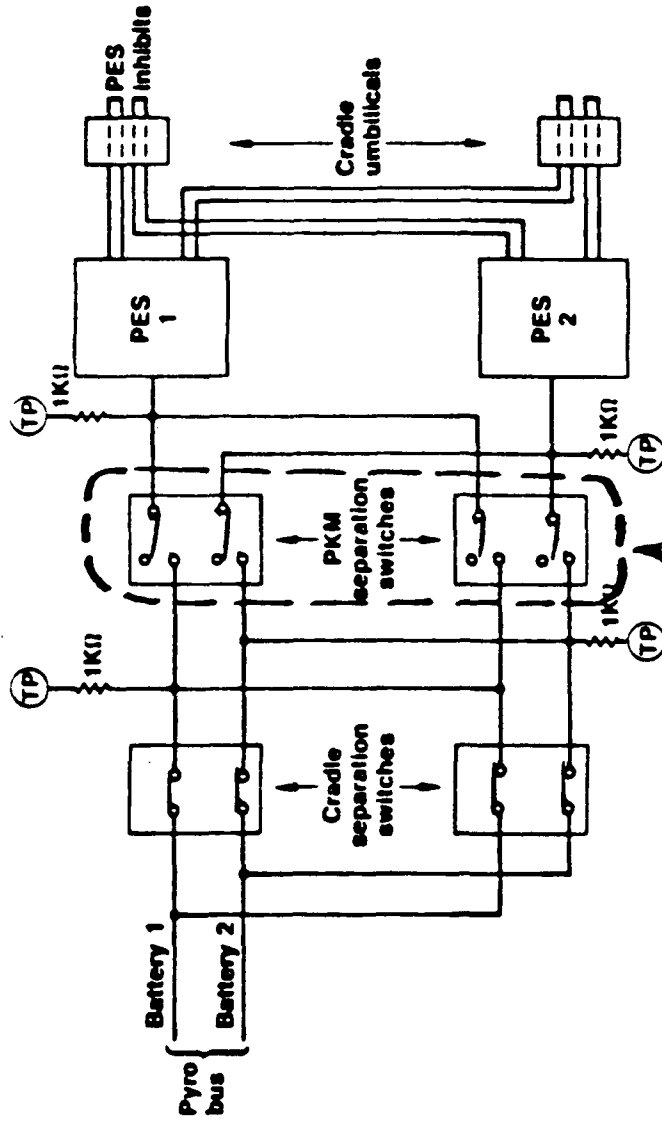 Pyro
bus
Battery 1
Battery 2
Cradle
separation
switches
TP
1KΩ
TP
1KΩ
PKM
separation
switches
TP
1KΩ
TP
1KΩ
PES
1
PES
2
Cradle
umbilicals
PES
Inhibits